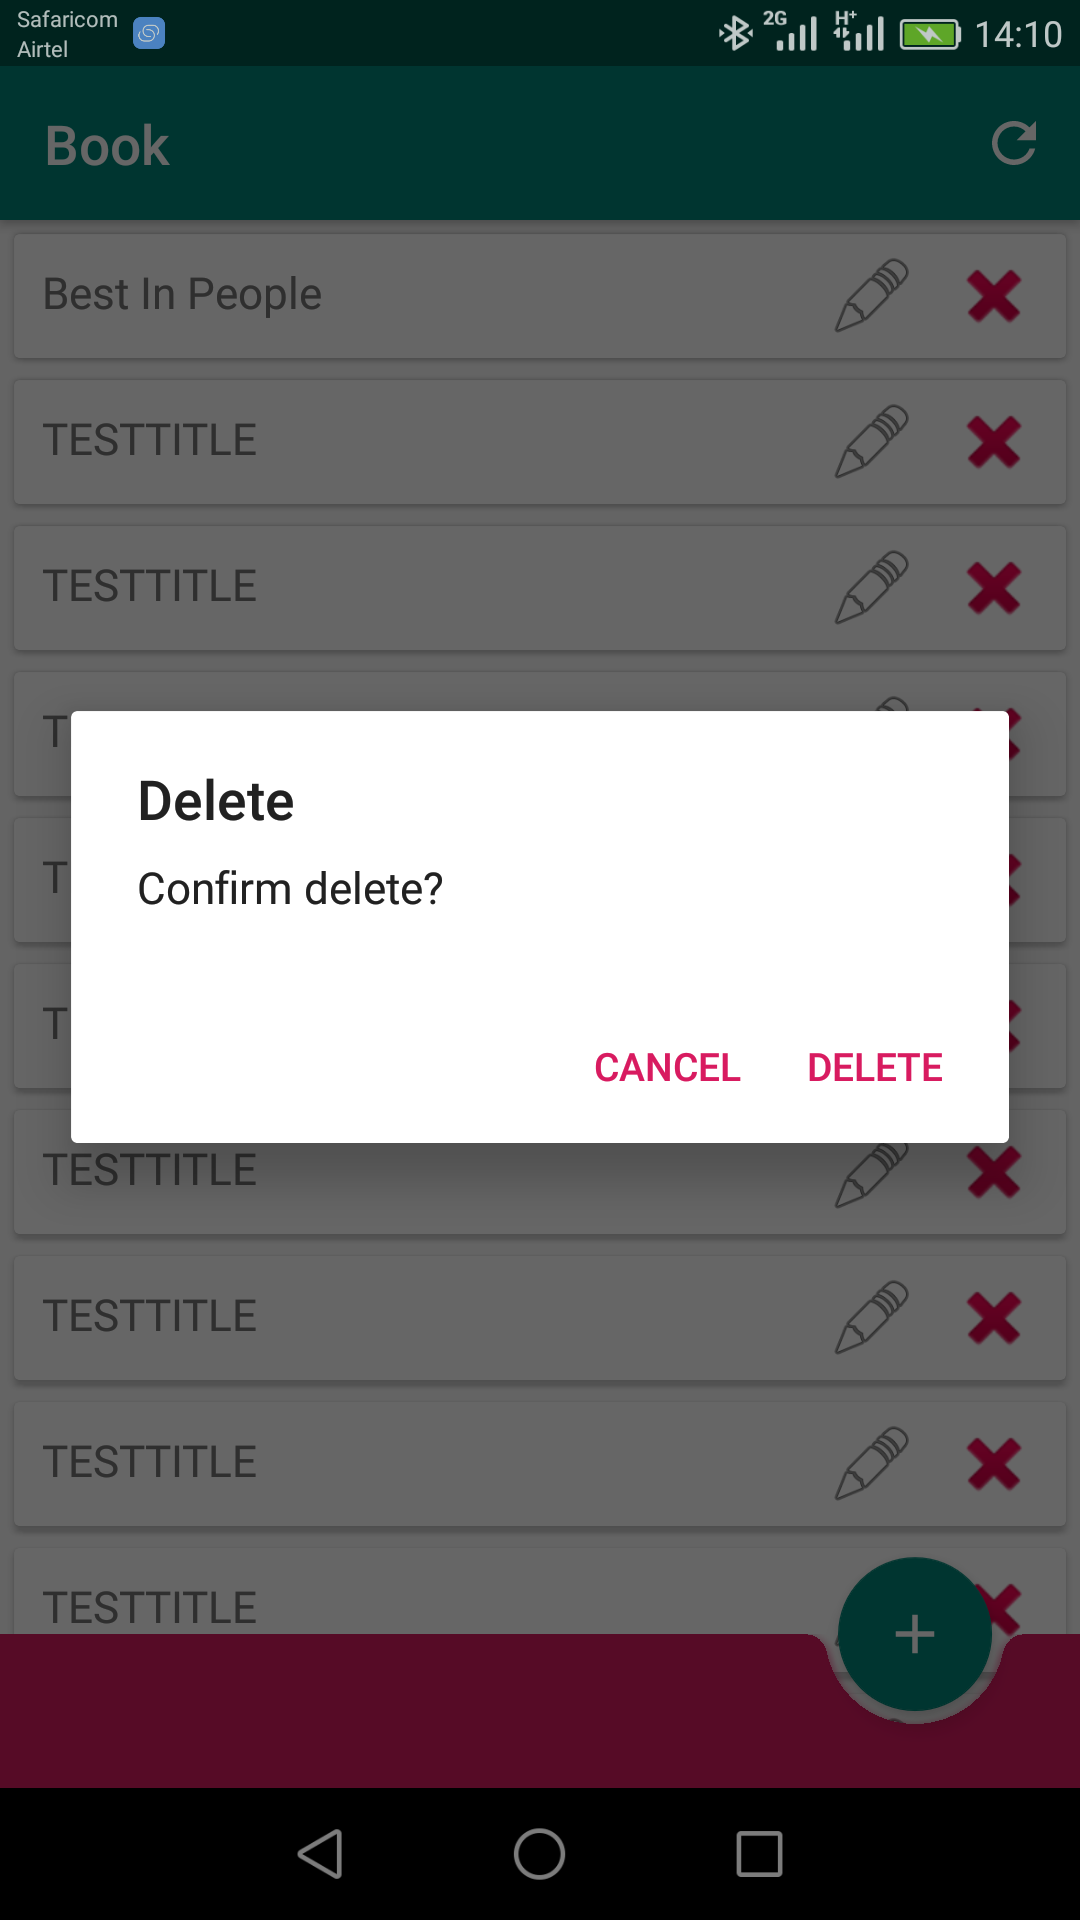 Safaricom
Airtel
2G
H+
14:10
Book
Best In People
TESTTITLE
TESTTITLE
T
T
T
Delete
Confirm delete?
CANCEL DELETE
TESTTITLE
TESTTITLE
TESTTITLE
TESTTITLE